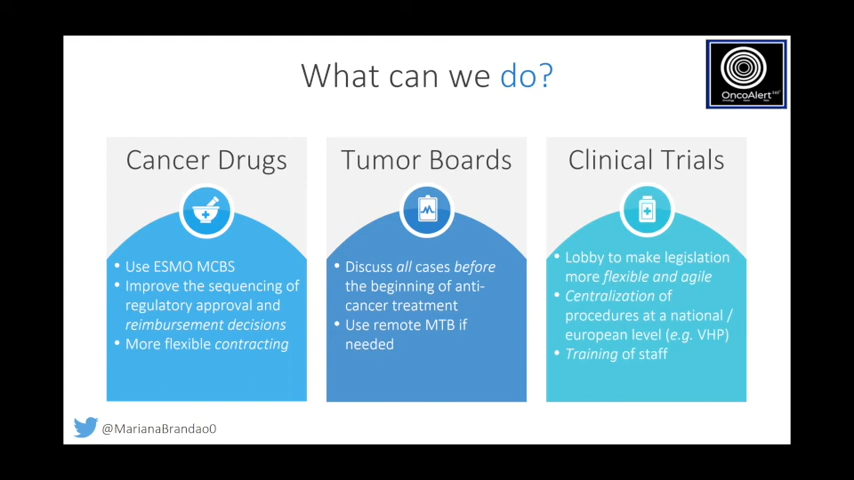 What can we do?
OncoAlert
Cancer Drugs
• Use ESMO MCBS
• Improve the sequencing of
regulatory approval and
reimbursement decisions
• More flexible contracting
Tumor Boards
• Discuss all cases before
the beginning of anti-
cancer treatment
• Use remote MTB if
needed
Clinical Trials
• Lobby to make legislation
more flexible and agile
• Centralization of
procedures at a national /
european level (e.g. VHP)
• Training of staff
@MarianaBrandao0